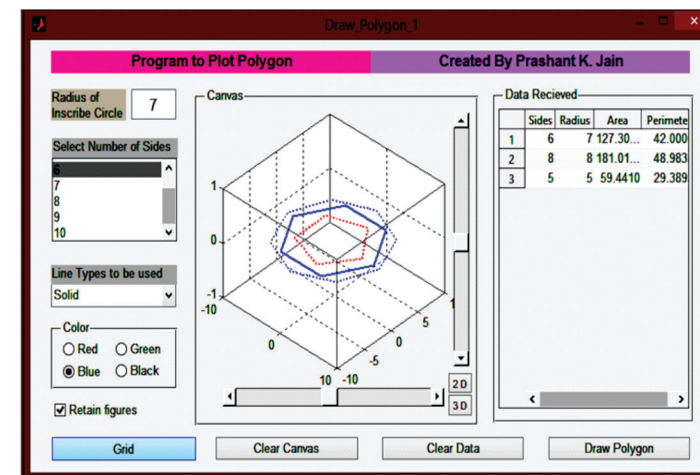 Draw_Polygon_1
Program to Plot Polygon
Created By Prashant K. Jain
Radius of
Inscribe Circle
7
Select Number of Sides
6
7
8
9
10
Line Types to be used
Solid
Color
Red
Green
Blue
Black
Retain figures
Canvas
1
0
-1
-10
0
10
-10
-5
0
5
1
2 D
3 D
Data Recieved
Sides Radius Area Perimete
1 6 7 127.30... 42.000
2 8 8 181.01... 48.983
3 5 5 59.4410 29.389
Grid
Clear Canvas
Clear Data
Draw Polygon